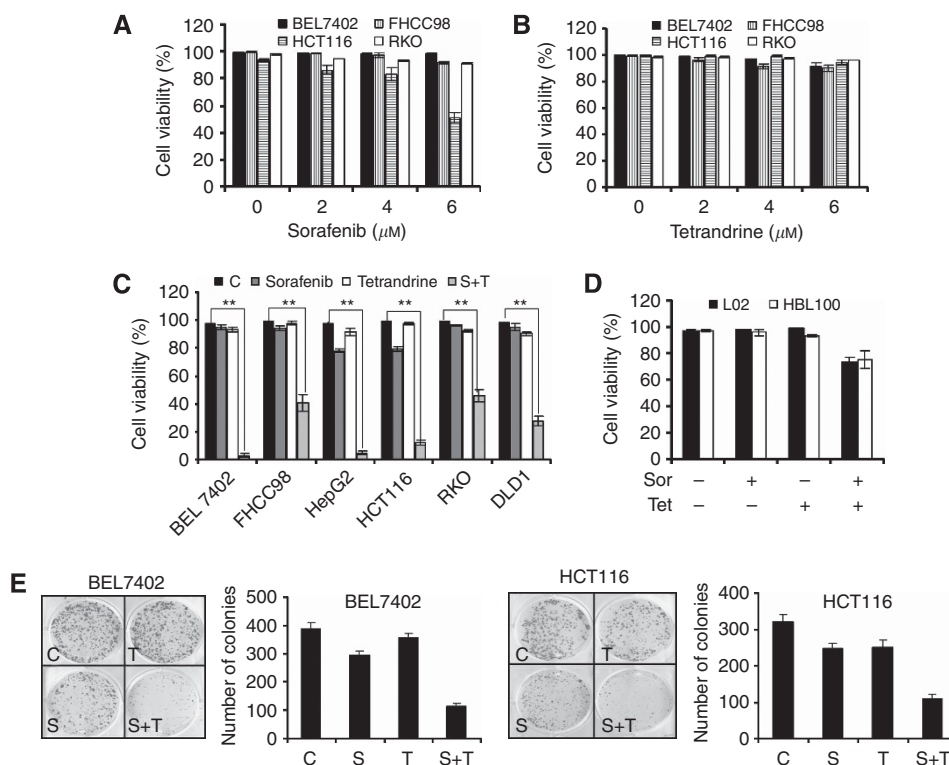 A
BEL7402 FHCC98
HCT116 RKO
Cell viability (%)
120
100
80
60
40
20
0
0 2 4 6
Sorafenib (μM)
B
BEL7402 FHCC98
HCT116 RKO
Cell viability (%)
120
100
80
60
40
20
0
0 2 4 6
Tetrandrine (μM)
C
C Sorafenib Tetrandrine S+T
Cell viability (%)
120
100
80
60
40
20
0
** ** ** ** ** **
BEL 7402 FHCC98 HepG2 HCT116 RKO DLD1
D
L02 HBL100
Cell viability (%)
120
100
80
60
40
20
0
Sor – + – +
Tet – – + +
E
BEL7402
C T
S S+T
BEL7402
Number of colonies
500
400
300
200
100
0
C S T S+T
HCT116
C T
S S+T
HCT116
Number of colonies
400
300
200
100
0
C S T S+T